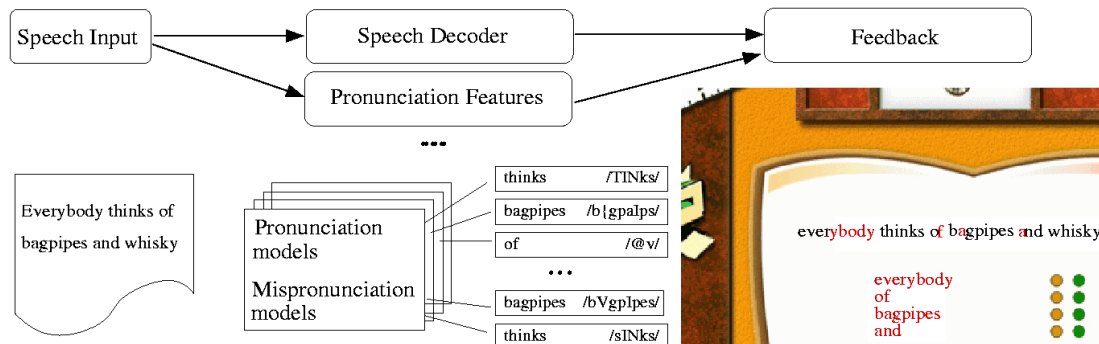 Speech Input
Speech Decoder
Feedback
Pronunciation Features
...
Everybody thinks of
bagpipes and whisky
Pronunciation
models
Mispronunciation
models
thinks /TINks/
bagpipes /b{gpaIps/
of /@v/
...
bagpipes /bVgpIpes/
thinks /sINks/
everybody thinks of bagpipes and whisky
everybody
of
bagpipes
and